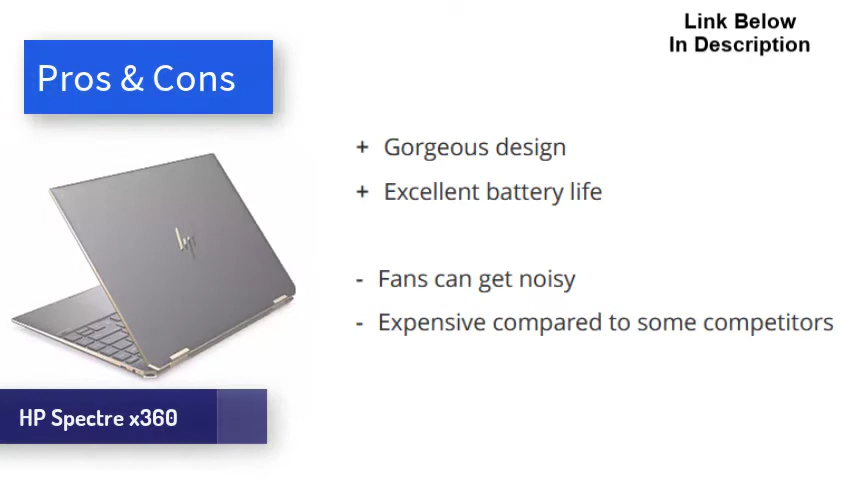 Link Below
In Description
Pros & Cons
+ Gorgeous design
+ Excellent battery life
- Fans can get noisy
- Expensive compared to some competitors
hp
HP Spectre x360